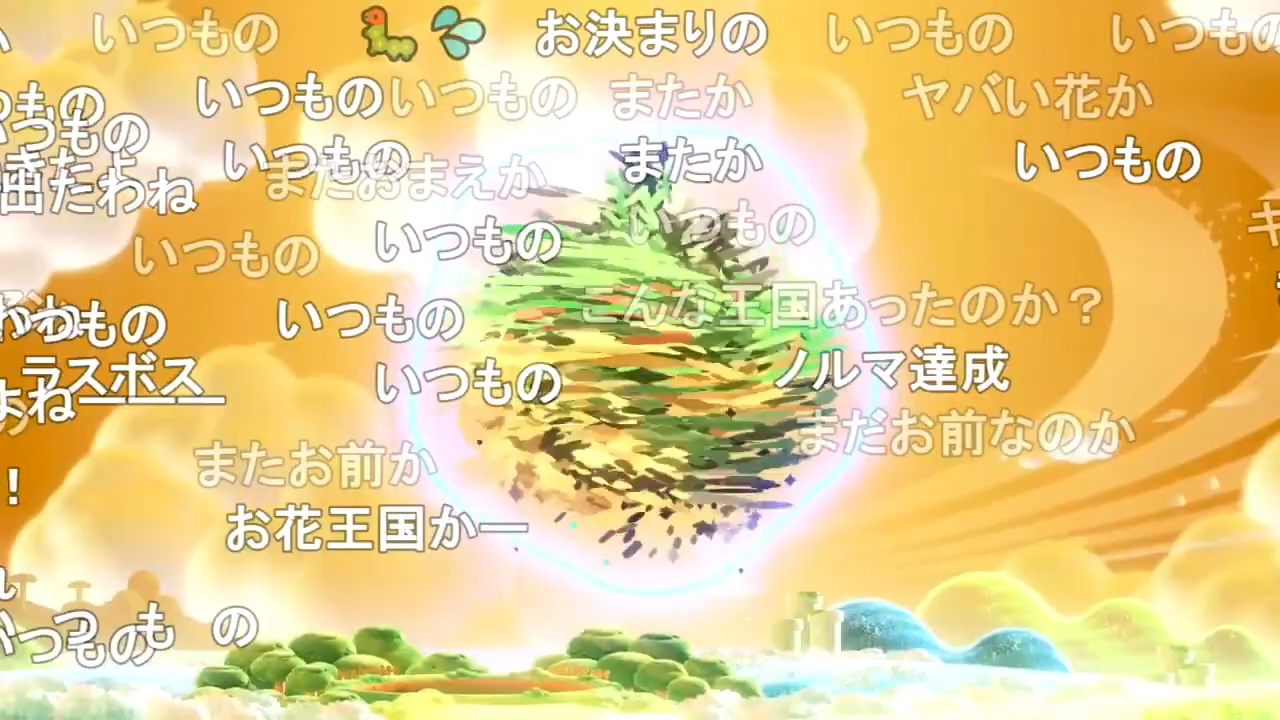 いつもの
お決まりの
いつもの
いつもの
いつもの
いつもの
またか
ヤバい花か
いつもの
いつもの
またか
いつもの
出たわね
またおまえか
いつもの
いつもの
いつもの
こんな王国あったのか？
いつもの
いつもの
ラスボス
ノルマ達成
いつもの
よね
まだお前なのか
またお前か
！
お花王国かー
いつもの
いつもの